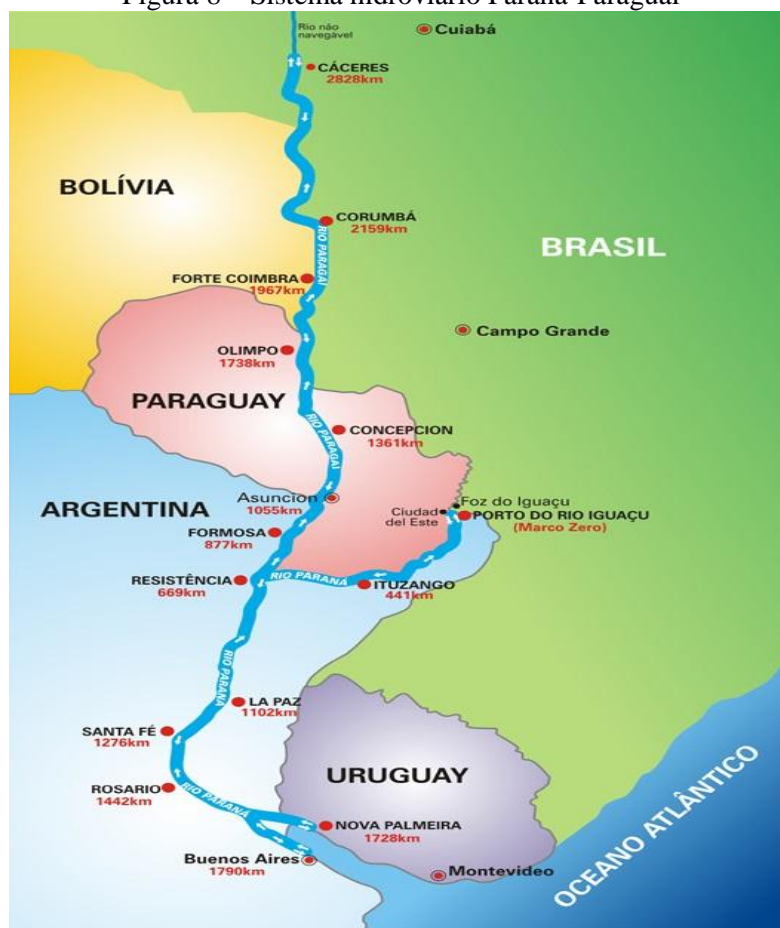 Figura 8 – Sistema hidroviário Paraná-Paraguai
Rio não
navegável
Cuiabá
CÁCERES
2828km
BOLÍVIA
CORUMBÁ
2159km
RIO PARAGAI
BRASIL
FORTE COIMBRA
1967km
Campo Grande
OLIMPO
1738km
PARAGUAY
RIO PARAGAI
CONCEPCION
1361km
ARGENTINA
Asuncion
1055km
Foz do Iguaçu
Ciudad
del Este
PORTO DO RIO IGUAÇU
(Marco Zero)
FORMOSA
877km
RESISTÊNCIA
669km
RIO PARANÁ
ITUZANGO
441km
RIO PARANÁ
LA PAZ
1102km
SANTA FÉ
1276km
URUGUAY
ROSARIO
1442km
RIO PARANÁ
NOVA PALMEIRA
1728km
Buenos Aires
1790km
Montevideo
OCEANO ATLÂNTICO